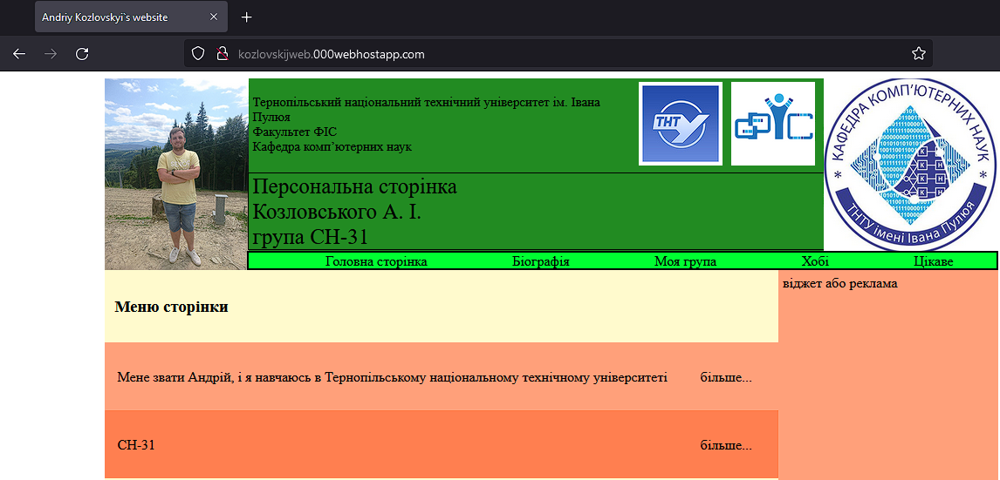 Andriy Kozlovskyi`s website
kozlovskijweb.000webhostapp.com
Тернопільський національний технічний університет ім. Івана
Пулюя
Факультет ФІС
Кафедра комп’ютерних наук
ТНТУ
ФІС
КАФЕДРА КОМП’ЮТЕРНИХ НАУК
* ТНТУ імені Івана Пулюя *
Персональна сторінка
Козловського А. І.
група СН-31
Головна сторінка Біографія Моя група Хобі Цікаве
Меню сторінки
віджет або реклама
Мене звати Андрій, і я навчаюсь в Тернопільському національному технічному університеті більше...
СН-31 більше...